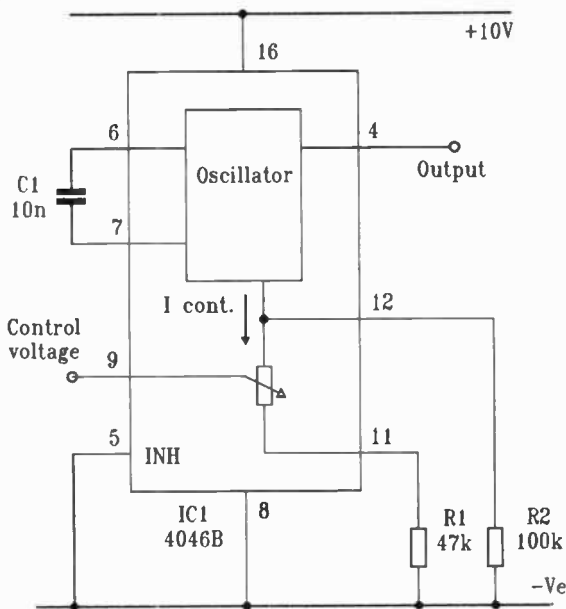 +10V
16
6
4
Oscillator
Output
C1
10n
7
I cont.
12
Control
voltage
9
5
INH
11
IC1
4046B
8
R1
47k
R2
100k
-Ve